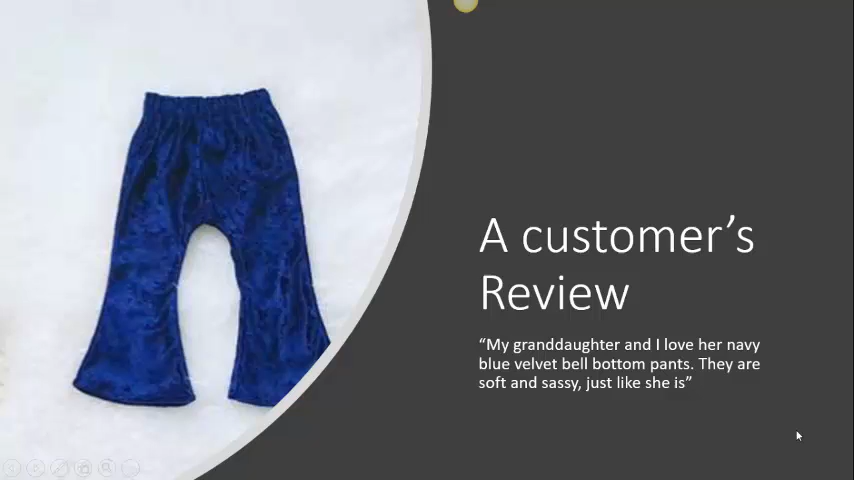 A customer’s
Review
“My granddaughter and I love her navy
blue velvet bell bottom pants. They are
soft and sassy, just like she is”